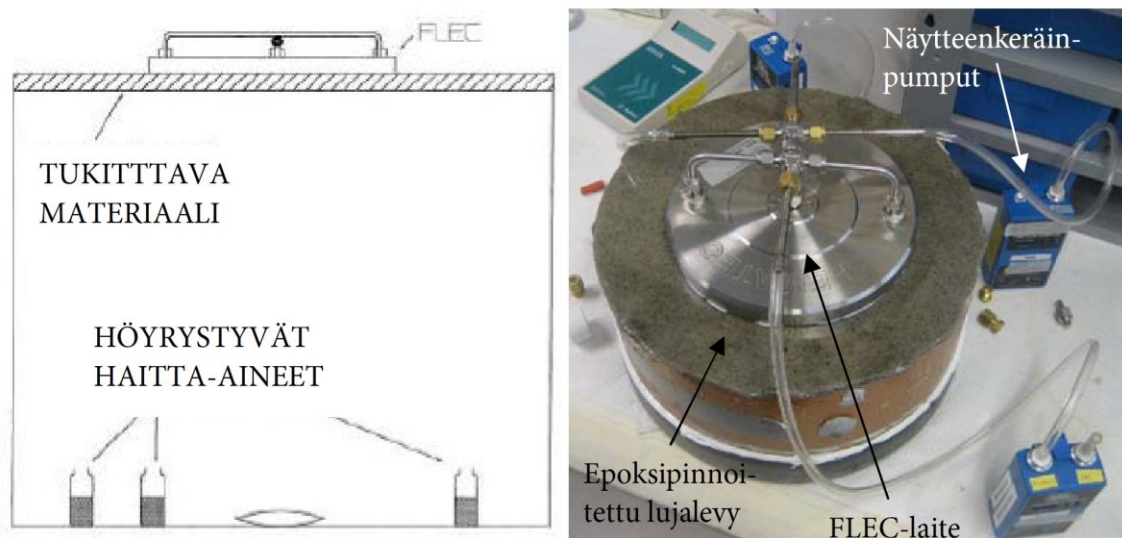 FLEC
TUKITTTAVA
MATERIAALI
HÖYRYSTYVÄT
HAITTA-AINEET
Näytteenkeräin-
pumput
Epoksipinnoi-
tettu lujalevy
FLEC-laite